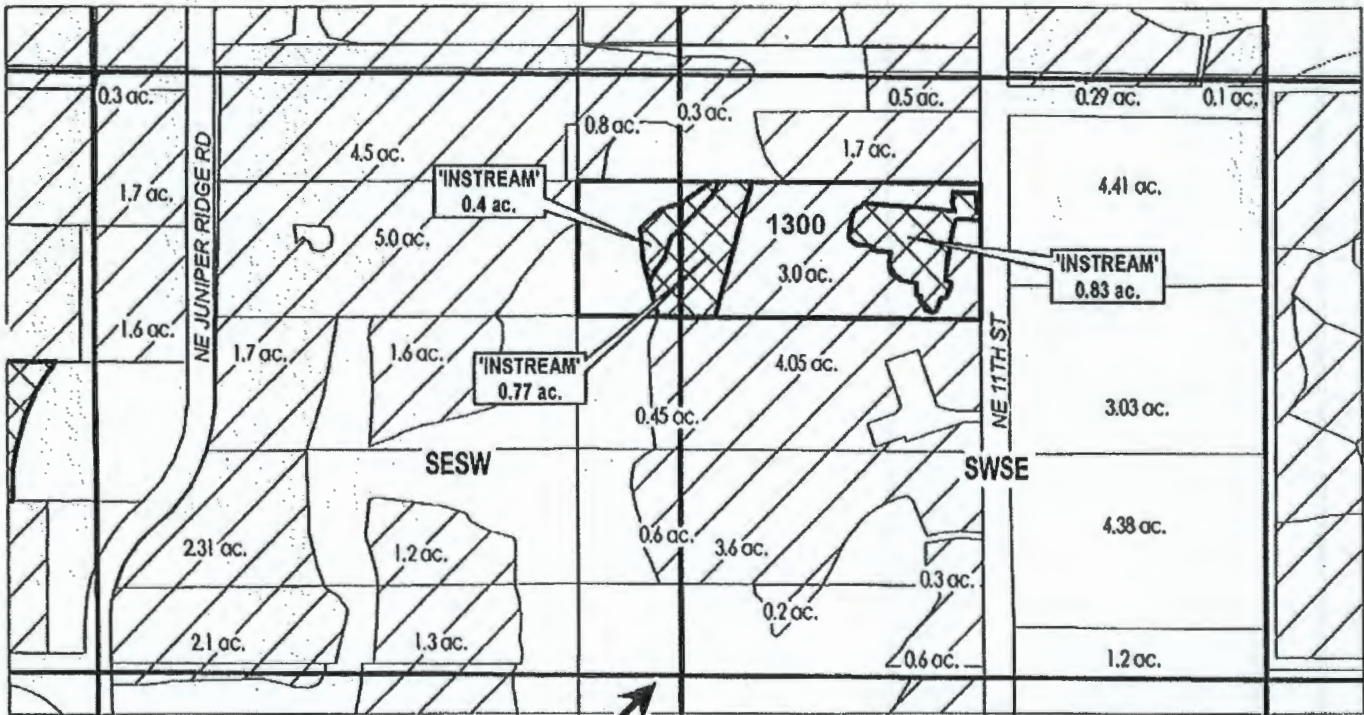 0.3 ac.
0.8 ac.
0.3 ac.
0.5 ac.
0.29 ac.
0.1 ac.
NE JUNIPER RIDGE RD
4.5 ac.
1.7 ac.
1.7 ac.
'INSTREAM'
0.4 ac.
4.41 ac.
5.0 ac.
1300
3.0 ac.
'INSTREAM'
0.83 ac.
1.6 ac.
1.7 ac.
1.6 ac.
'INSTREAM'
0.77 ac.
4.05 ac.
NE 11TH ST
0.45 ac.
3.03 ac.
SESW
SWSE
2.31 ac.
1.2 ac.
0.6 ac.
3.6 ac.
4.38 ac.
0.3 ac.
0.2 ac.
2.1 ac.
1.3 ac.
0.6 ac.
1.2 ac.